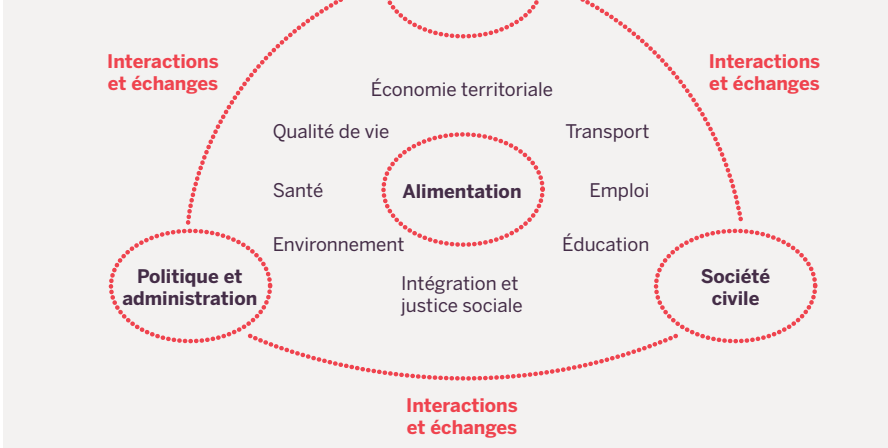 Interactions
et échanges
Interactions
et échanges
Économie territoriale
Qualité de vie
Transport
Santé
Alimentation
Emploi
Environnement
Éducation
Politique et
administration
Intégration et
justice sociale
Société
civile
Interactions
et échanges